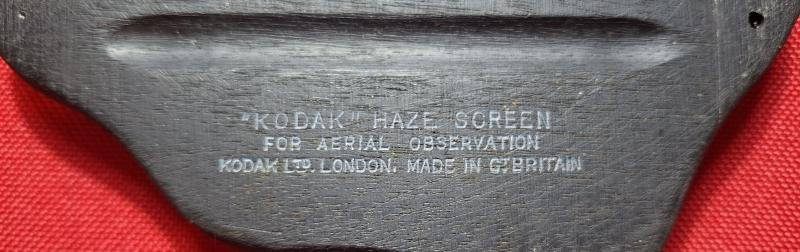 "KODAK" HAZE SCREEN
FOR AERIAL OBSERVATION
KODAK LTD. LONDON. MADE IN GT BRITAIN